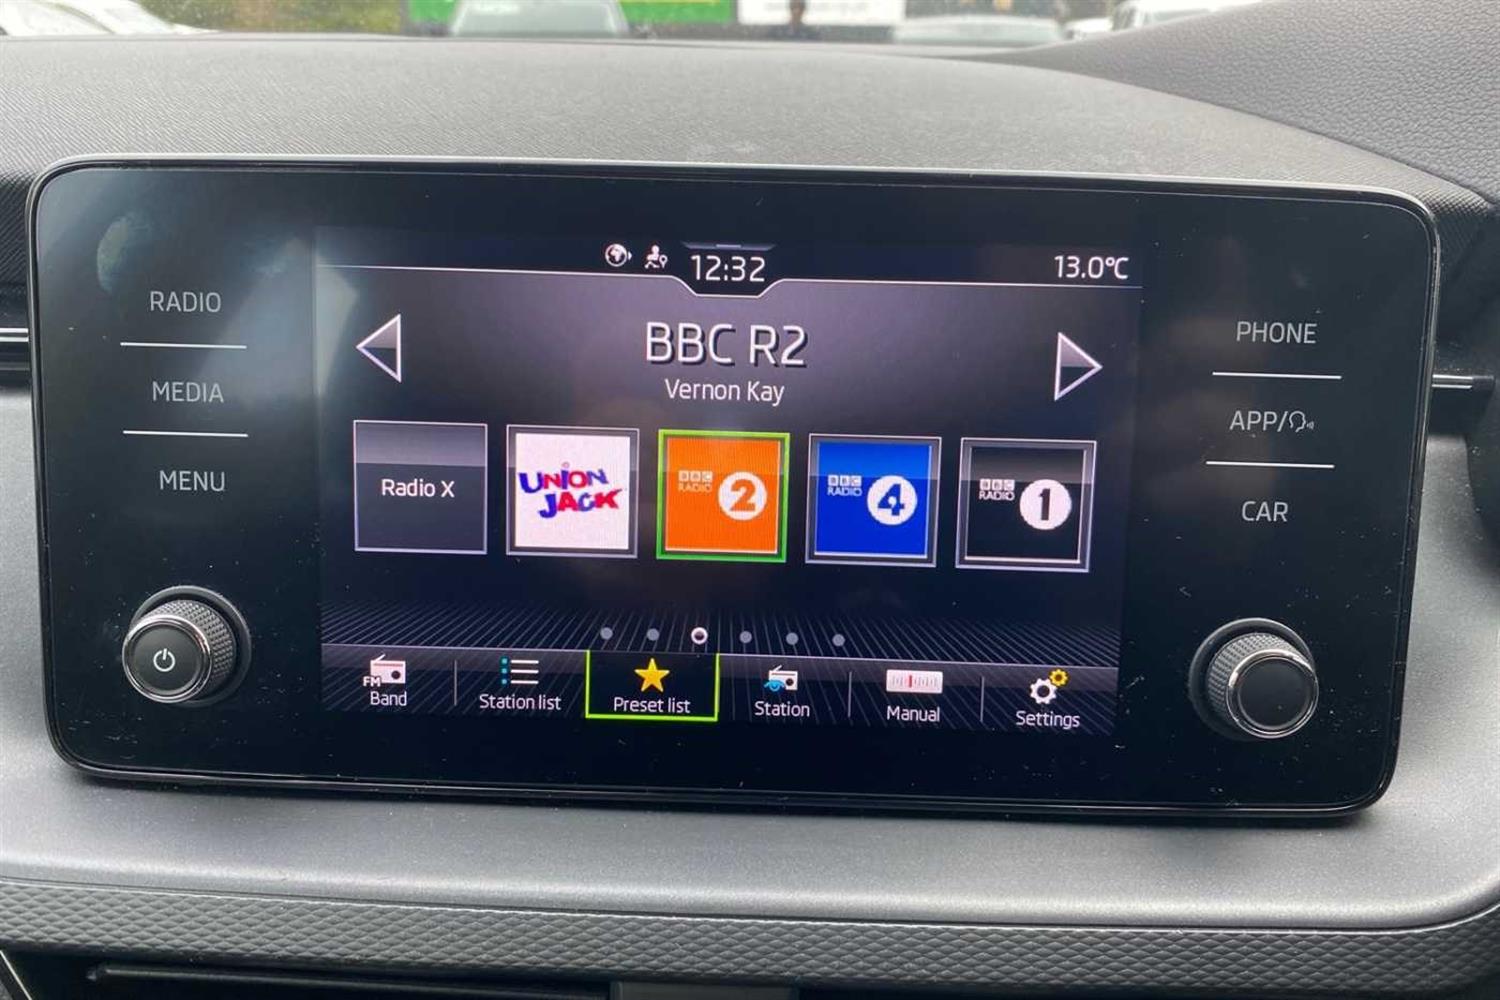 12:32
13.0°C
RADIO
MEDIA
MENU
BBC R2
Vernon Kay
Radio X
UNION
JACK
BBC
RADIO
2
BBC
RADIO
4
BBC
RADIO
1
FM
Band
Station list
Preset list
Station
Manual
Settings
PHONE
APP/
CAR